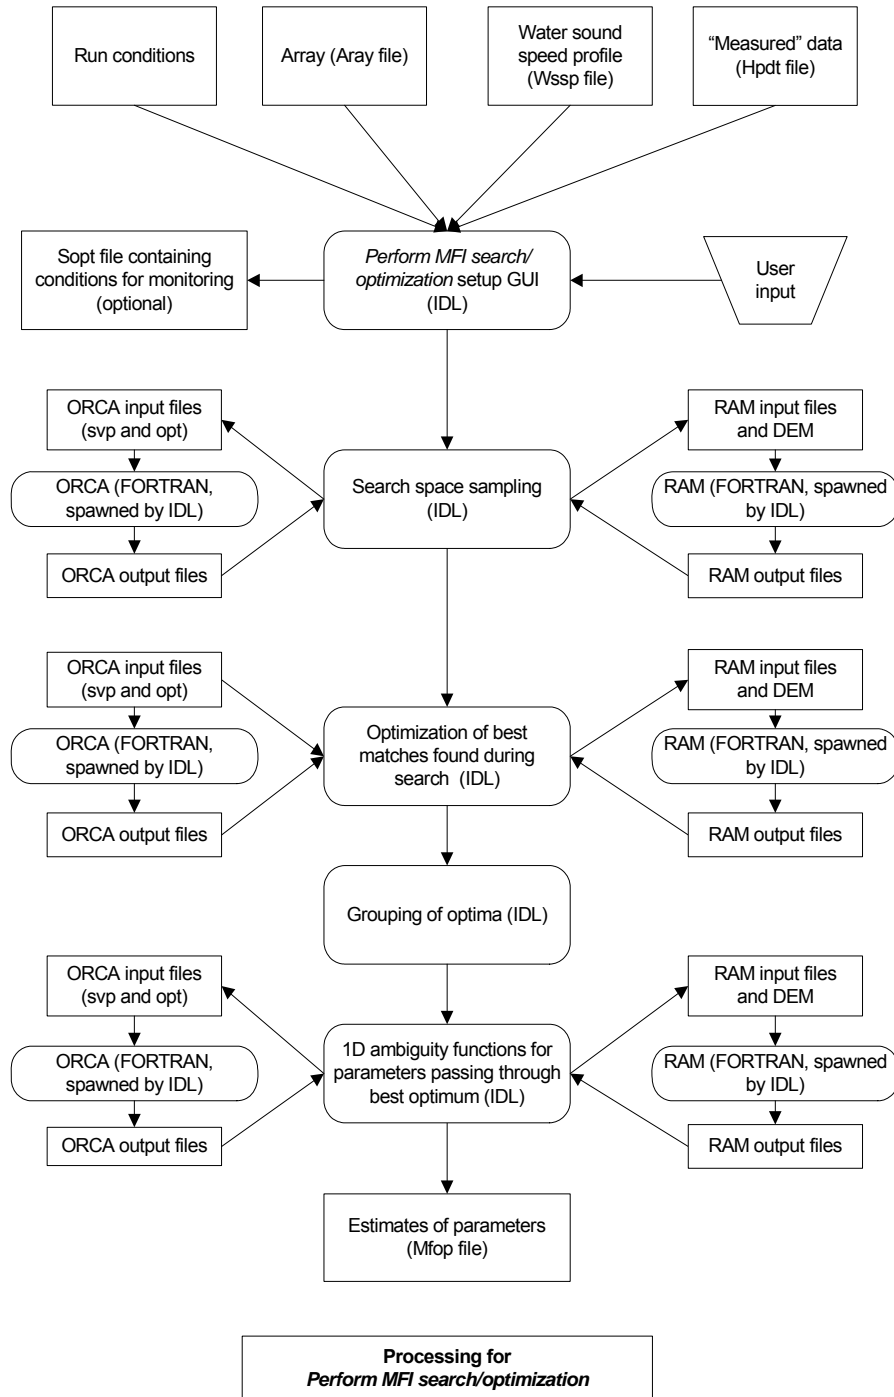 Run conditions
Array (Aray file)
Water sound
speed profile
(Wssp file)
“Measured” data
(Hpdt file)
Sopt file containing
conditions for monitoring
(optional)
Perform MFI search/
optimization setup GUI
(IDL)
User
input
ORCA input files
(svp and opt)
ORCA (FORTRAN,
spawned by IDL)
ORCA output files
Search space sampling
(IDL)
RAM input files
and DEM
RAM (FORTRAN, spawned
by IDL)
RAM output files
ORCA input files
(svp and opt)
ORCA (FORTRAN,
spawned by IDL)
ORCA output files
Optimization of best
matches found during
search (IDL)
RAM input files
and DEM
RAM (FORTRAN, spawned
by IDL)
RAM output files
Grouping of optima (IDL)
ORCA input files
(svp and opt)
ORCA (FORTRAN,
spawned by IDL)
ORCA output files
1D ambiguity functions for
parameters passing through
best optimum (IDL)
RAM input files
and DEM
RAM (FORTRAN, spawned
by IDL)
RAM output files
Estimates of parameters
(Mfop file)
Processing for
Perform MFI search/optimization